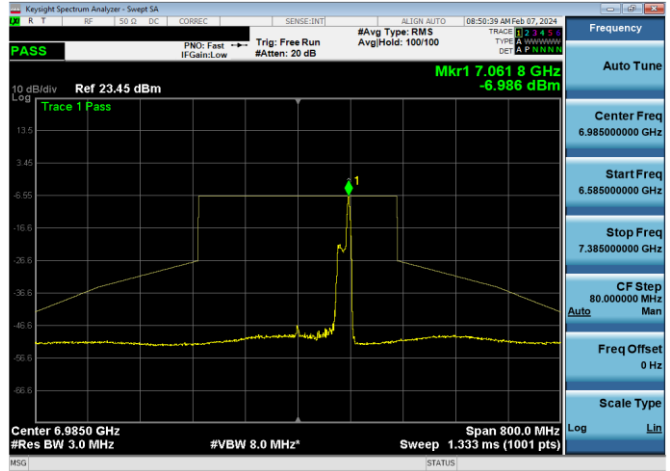 Keysight Spectrum Analyzer - Swept SA
RF 50 Ω DC CORREC SENSE:INT ALIGN AUTO 08:50:39 AM Feb 07, 2024
PASS
PNO: Fast
IFGain:Low
Trig: Free Run
#Atten: 20 dB
#Avg Type: RMS
Avg|Hold: 100/100
TRACE 1 2 3 4 5 6
TYPE A WWWWW
DET A P N N N N
Mkr1 7.061 8 GHz
-6.986 dBm
10 dB/div Ref 23.45 dBm
Log
Trace 1 Pass
1
13.5
3.45
-6.55
-16.6
-26.6
-36.6
-46.6
-56.6
-66.6
Center 6.9850 GHz Span 800.0 MHz
#Res BW 3.0 MHz #VBW 8.0 MHz* Sweep 1.333 ms (1001 pts)
MSG STATUS
Frequency
Auto Tune
Center Freq
6.985000000 GHz
Start Freq
6.585000000 GHz
Stop Freq
7.385000000 GHz
CF Step
80.000000 MHz
Auto Man
Freq Offset
0 Hz
Scale Type
Log Lin